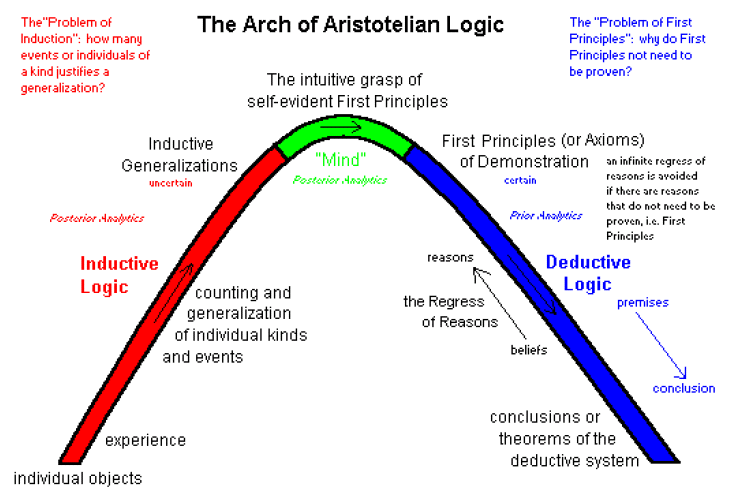 The Arch of Aristotelian Logic
The"Problem of
Induction": how many
events or individuals of
a kind justifies a
generalization?
The "Problem of First
Principles": why do First
Principles not need to
be proven?
The intuitive grasp of
self-evident First Principles
Inductive
Generalizations
uncertain
"Mind"
Posterior Analytics
First Principles (or Axioms)
of Demonstration
certain
an infinite regress of
reasons is avoided
if there are reasons
that do not need to be
proven, i.e. First
Principles
Posterior Analytics
Prior Analytics
Inductive
Logic
counting and
generalization
of individual kinds
and events
reasons
the Regress
of Reasons
beliefs
Deductive
Logic
premises
conclusion
experience
individual objects
conclusions or
theorems of the
deductive system